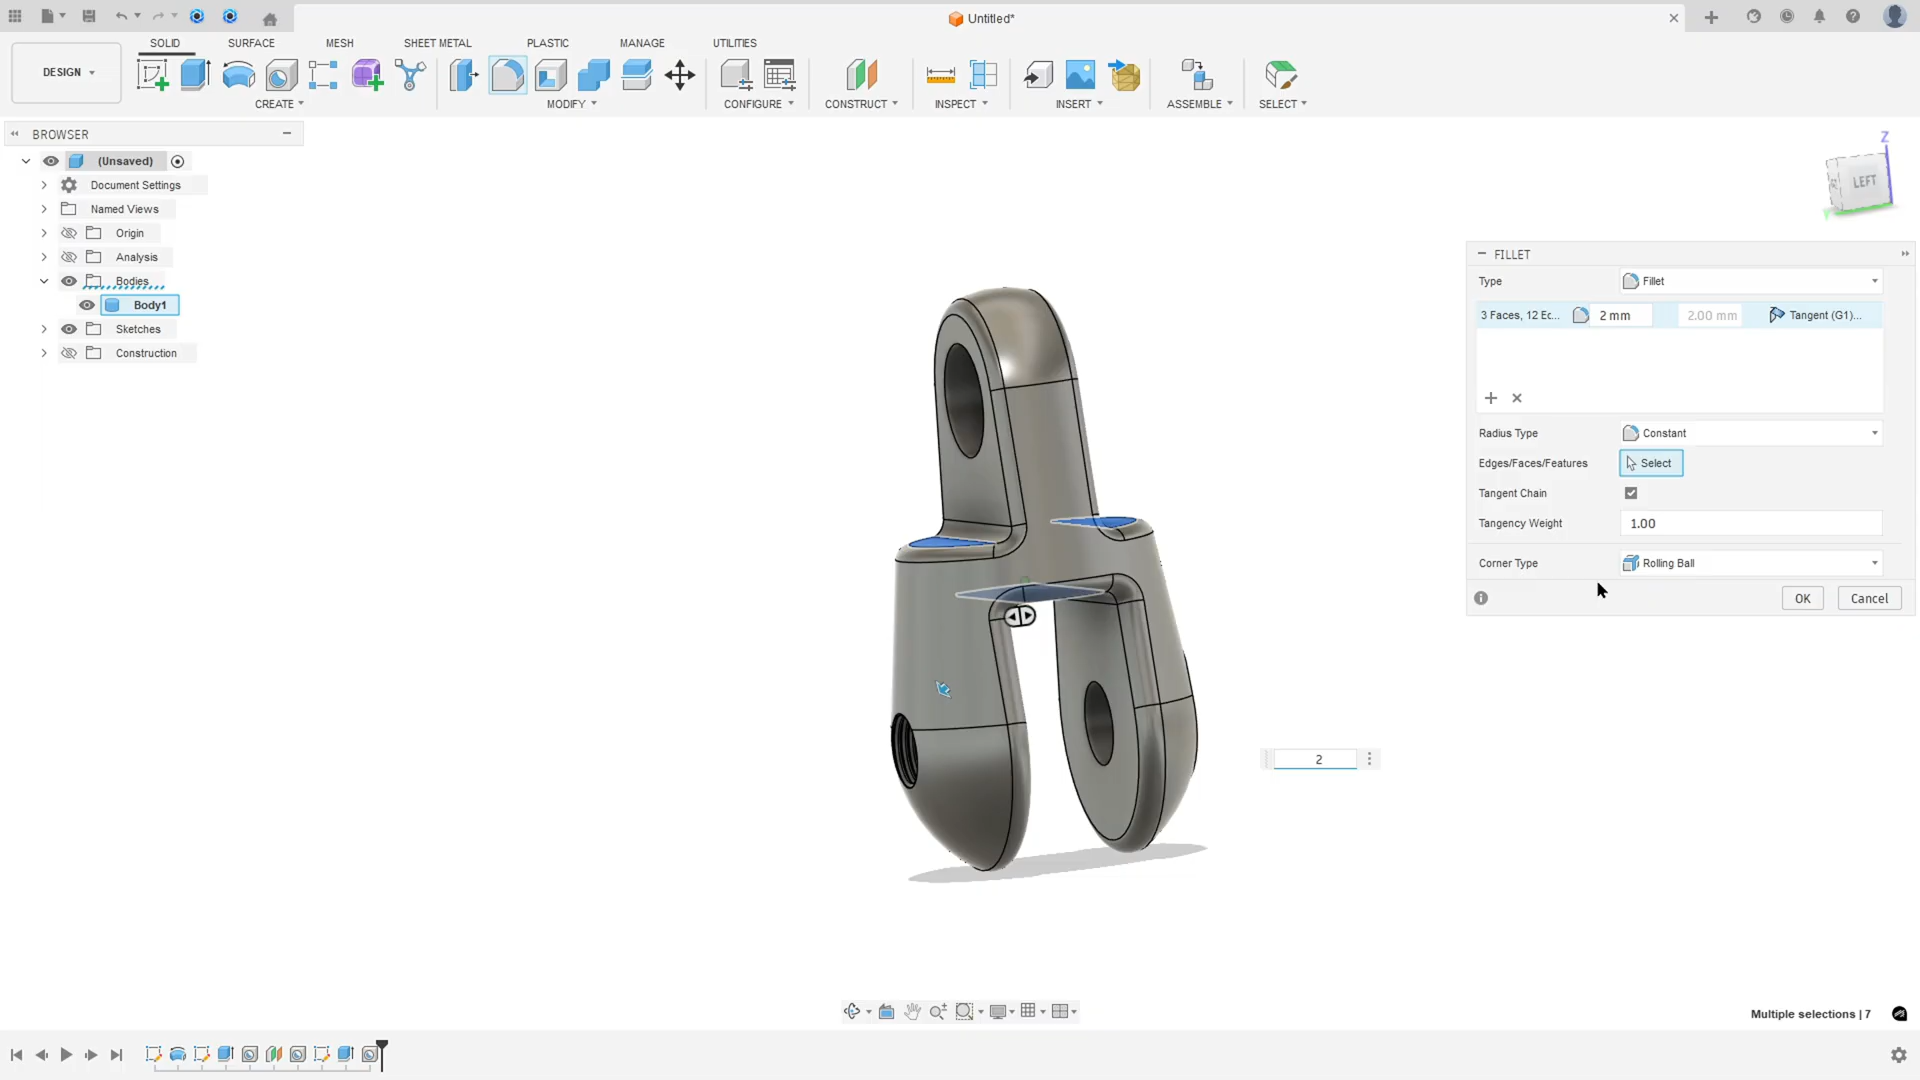 Untitled*
DESIGN
SOLID
SURFACE
MESH
SHEET METAL
PLASTIC
MANAGE
UTILITIES
CREATE
MODIFY
CONFIGURE
CONSTRUCT
INSPECT
INSERT
ASSEMBLE
SELECT
BROWSER
(Unsaved)
Document Settings
Named Views
Origin
Analysis
Bodies
Body1
Sketches
Construction
Z
LEFT
FILLET
Type Fillet
3 Faces, 12 Ec... 2 mm 2.00 mm Tangent (G1)...
Radius Type Constant
Edges/Faces/Features Select
Tangent Chain
Tangency Weight 1.00
Corner Type Rolling Ball
OK Cancel
2
Multiple selections | 7